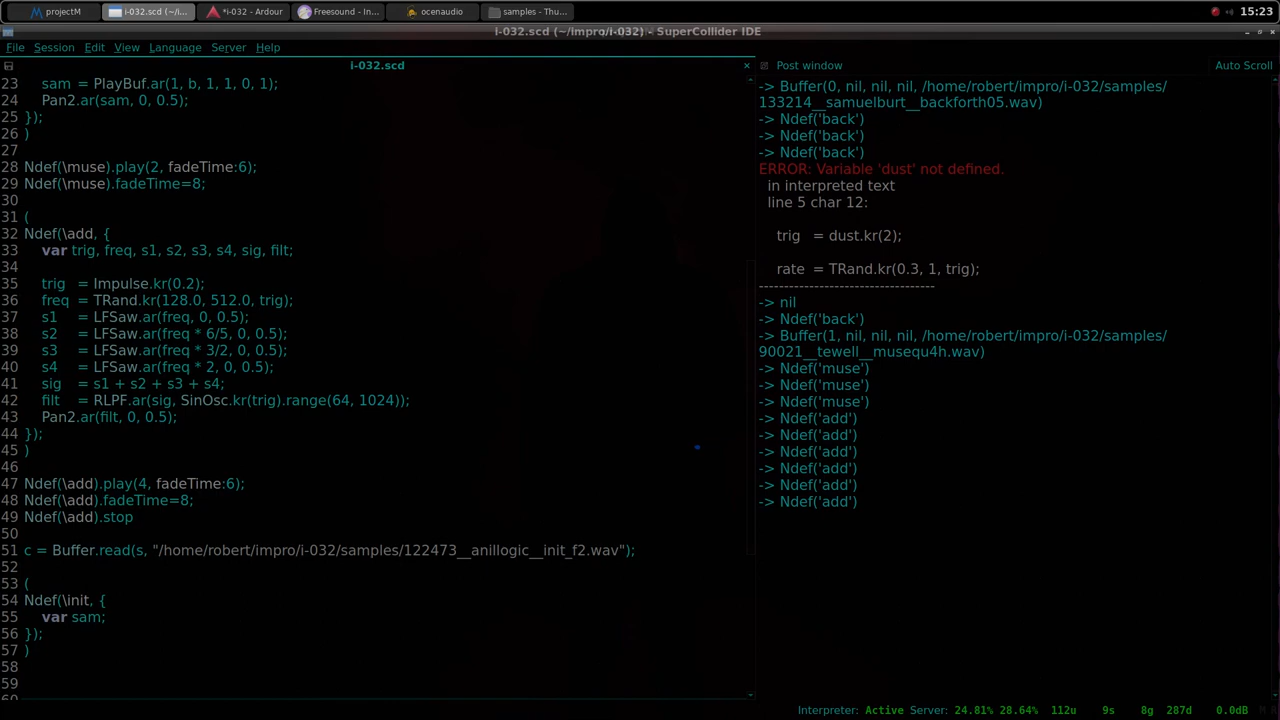 projectM
i-032.scd (~/i...
*i-032 - Ardour
Freesound - In...
ocenaudio
samples - Thu...
15:23
i-032.scd (~/impro/i-032) - SuperCollider IDE
File Session Edit View Language Server Help
i-032.scd
23 sam = PlayBuf.ar(1, b, 1, 1, 0, 1);
24 Pan2.ar(sam, 0, 0.5);
25 });
26 )
27
28 Ndef(\muse).play(2, fadeTime:6);
29 Ndef(\muse).fadeTime=8;
30
31 (
32 Ndef(\add, {
33 var trig, freq, s1, s2, s3, s4, sig, filt;
34
35 trig = Impulse.kr(0.2);
36 freq = TRand.kr(128.0, 512.0, trig);
37 s1 = LFSaw.ar(freq, 0, 0.5);
38 s2 = LFSaw.ar(freq * 6/5, 0, 0.5);
39 s3 = LFSaw.ar(freq * 3/2, 0, 0.5);
40 s4 = LFSaw.ar(freq * 2, 0, 0.5);
41 sig = s1 + s2 + s3 + s4;
42 filt = RLPF.ar(sig, SinOsc.kr(trig).range(64, 1024));
43 Pan2.ar(filt, 0, 0.5);
44 });
45 )
46
47 Ndef(\add).play(4, fadeTime:6);
48 Ndef(\add).fadeTime=8;
49 Ndef(\add).stop
50
51 c = Buffer.read(s, "/home/robert/impro/i-032/samples/122473__anillogic__init_f2.wav");
52
53 (
54 Ndef(\init, {
55 var sam;
56 });
57 )
58
59
60
Post window
Auto Scroll
-> Buffer(0, nil, nil, nil, /home/robert/impro/i-032/samples/
133214__samuelburt__backforth05.wav)
-> Ndef('back')
-> Ndef('back')
-> Ndef('back')
ERROR: Variable 'dust' not defined.
in interpreted text
line 5 char 12:
trig = dust.kr(2);
rate = TRand.kr(0.3, 1, trig);
-----------------------------------
-> nil
-> Ndef('back')
-> Buffer(1, nil, nil, nil, /home/robert/impro/i-032/samples/
90021__tewell__musequ4h.wav)
-> Ndef('muse')
-> Ndef('muse')
-> Ndef('muse')
-> Ndef('add')
-> Ndef('add')
-> Ndef('add')
-> Ndef('add')
-> Ndef('add')
-> Ndef('add')
Interpreter: Active Server: 24.81% 28.64% 112u 9s 8g 287d 0.0dB M R